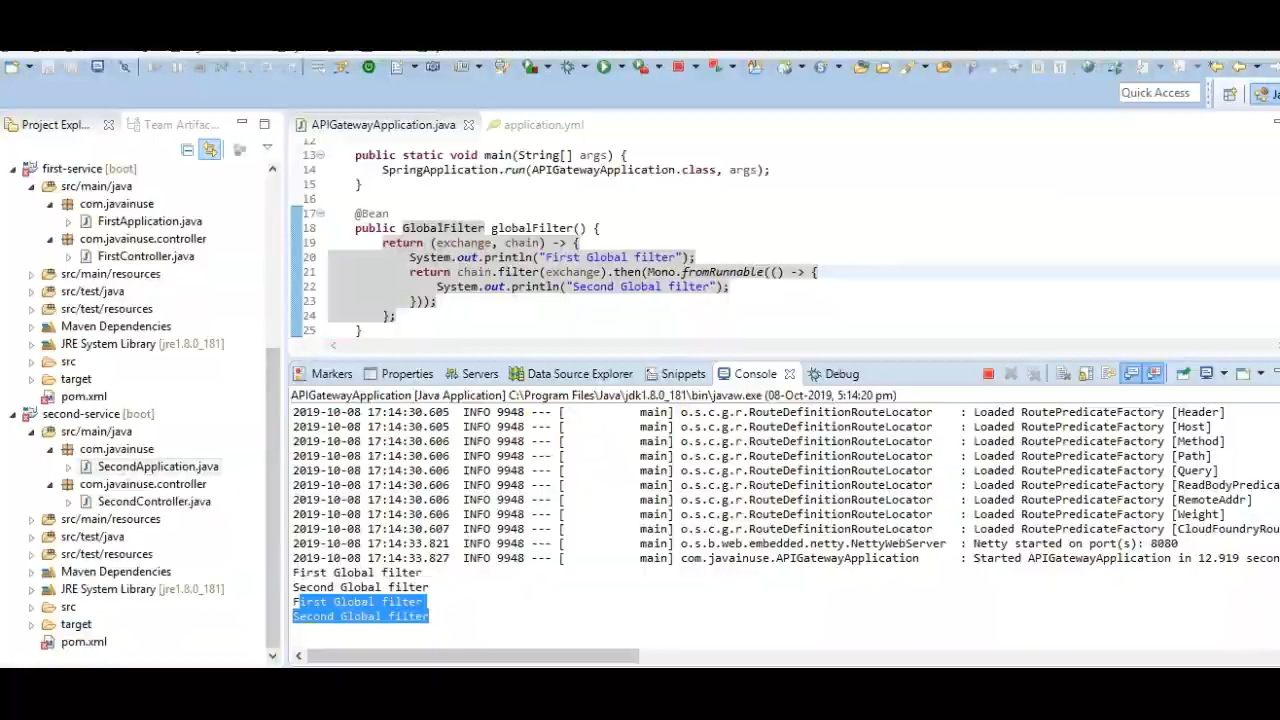 Quick Access
Ja
Project Expl...
Team Artifac...
first-service [boot]
src/main/java
com.javainuse
FirstApplication.java
com.javainuse.controller
FirstController.java
src/main/resources
src/test/java
src/test/resources
Maven Dependencies
JRE System Library [jre1.8.0_181]
src
target
pom.xml
second-service [boot]
src/main/java
com.javainuse
SecondApplication.java
com.javainuse.controller
SecondController.java
src/main/resources
src/test/java
src/test/resources
Maven Dependencies
JRE System Library [jre1.8.0_181]
src
target
pom.xml
APIGatewayApplication.java
application.yml
12
13 public static void main(String[] args) {
14 SpringApplication.run(APIGatewayApplication.class, args);
15 }
16
17 @Bean
18 public GlobalFilter globalFilter() {
19 return (exchange, chain) -> {
20 System.out.println("First Global filter");
21 return chain.filter(exchange).then(Mono.fromRunnable(() -> {
22 System.out.println("Second Global filter");
23 }));
24 };
25 }
Markers Properties Servers Data Source Explorer Snippets Console Debug
APIGatewayApplication [Java Application] C:\Program Files\Java\jdk1.8.0_181\bin\javaw.exe (08-Oct-2019, 5:14:20 pm)
2019-10-08 17:14:30.605 INFO 9948 --- [ main] o.s.c.g.r.RouteDefinitionRouteLocator : Loaded RoutePredicateFactory [Header]
2019-10-08 17:14:30.605 INFO 9948 --- [ main] o.s.c.g.r.RouteDefinitionRouteLocator : Loaded RoutePredicateFactory [Host]
2019-10-08 17:14:30.606 INFO 9948 --- [ main] o.s.c.g.r.RouteDefinitionRouteLocator : Loaded RoutePredicateFactory [Method]
2019-10-08 17:14:30.606 INFO 9948 --- [ main] o.s.c.g.r.RouteDefinitionRouteLocator : Loaded RoutePredicateFactory [Path]
2019-10-08 17:14:30.606 INFO 9948 --- [ main] o.s.c.g.r.RouteDefinitionRouteLocator : Loaded RoutePredicateFactory [Query]
2019-10-08 17:14:30.606 INFO 9948 --- [ main] o.s.c.g.r.RouteDefinitionRouteLocator : Loaded RoutePredicateFactory [ReadBodyPredica
2019-10-08 17:14:30.606 INFO 9948 --- [ main] o.s.c.g.r.RouteDefinitionRouteLocator : Loaded RoutePredicateFactory [RemoteAddr]
2019-10-08 17:14:30.606 INFO 9948 --- [ main] o.s.c.g.r.RouteDefinitionRouteLocator : Loaded RoutePredicateFactory [Weight]
2019-10-08 17:14:30.607 INFO 9948 --- [ main] o.s.c.g.r.RouteDefinitionRouteLocator : Loaded RoutePredicateFactory [CloudFoundryRou
2019-10-08 17:14:33.821 INFO 9948 --- [ main] o.s.b.web.embedded.netty.NettyWebServer : Netty started on port(s): 8080
2019-10-08 17:14:33.827 INFO 9948 --- [ main] com.javainuse.APIGatewayApplication : Started APIGatewayApplication in 12.919 secon
First Global filter
Second Global filter
First Global filter
Second Global filter